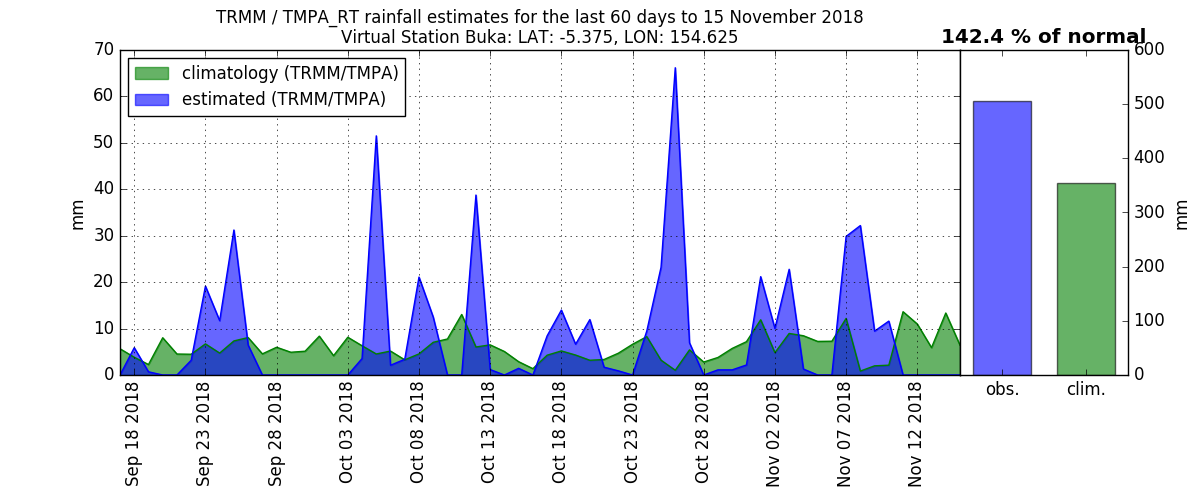 TRMM / TMPA_RT rainfall estimates for the last 60 days to 15 November 2018
Virtual Station Buka: LAT: -5.375, LON: 154.625
142.4 % of normal
climatology (TRMM/TMPA)
estimated (TRMM/TMPA)
70
60
50
40
30
20
10
0
mm
600
500
400
300
200
100
0
mm
Sep 18 2018
Sep 23 2018
Sep 28 2018
Oct 03 2018
Oct 08 2018
Oct 13 2018
Oct 18 2018
Oct 23 2018
Oct 28 2018
Nov 02 2018
Nov 07 2018
Nov 12 2018
obs.
clim.